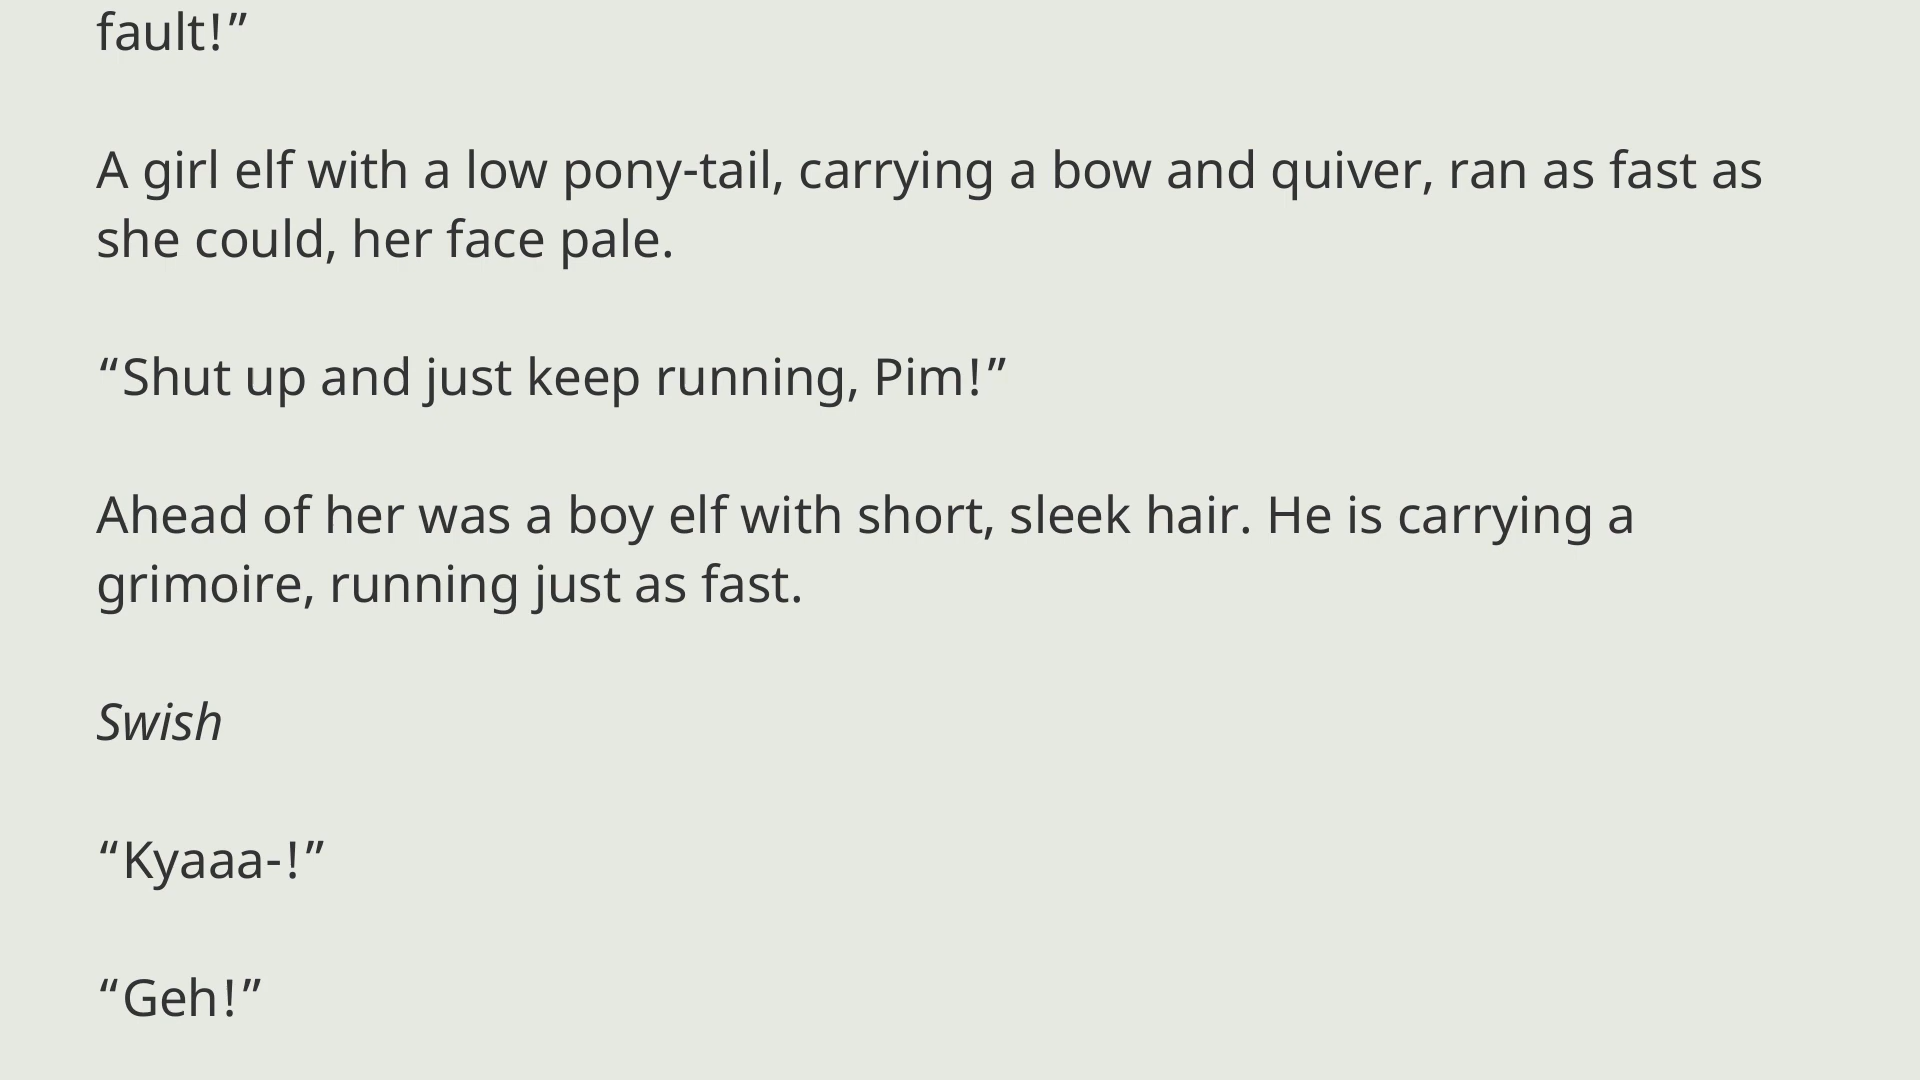 fault!”
A girl elf with a low pony-tail, carrying a bow and quiver, ran as fast as
she could, her face pale.
“Shut up and just keep running, Pim!”
Ahead of her was a boy elf with short, sleek hair. He is carrying a
grimoire, running just as fast.
Swish
“Kyaaa-!”
“Geh!”